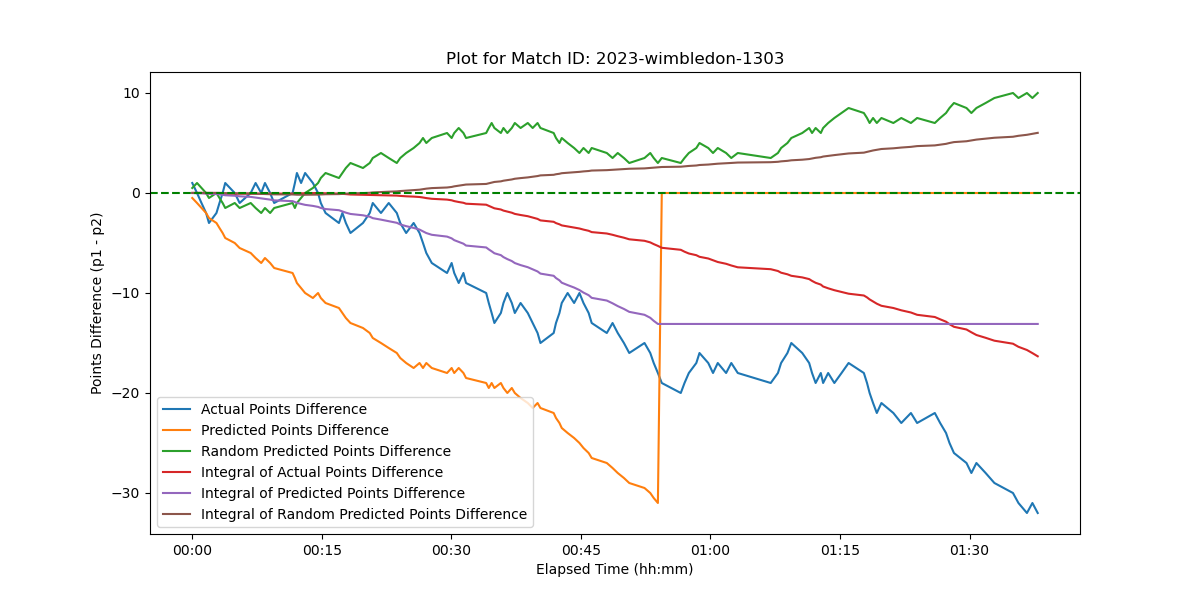 Plot for Match ID: 2023-wimbledon-1303
Points Difference (p1 - p2)
10
0
−10
−20
−30
Actual Points Difference
Predicted Points Difference
Random Predicted Points Difference
Integral of Actual Points Difference
Integral of Predicted Points Difference
Integral of Random Predicted Points Difference
00:00 00:15 00:30 00:45 01:00 01:15 01:30
Elapsed Time (hh:mm)